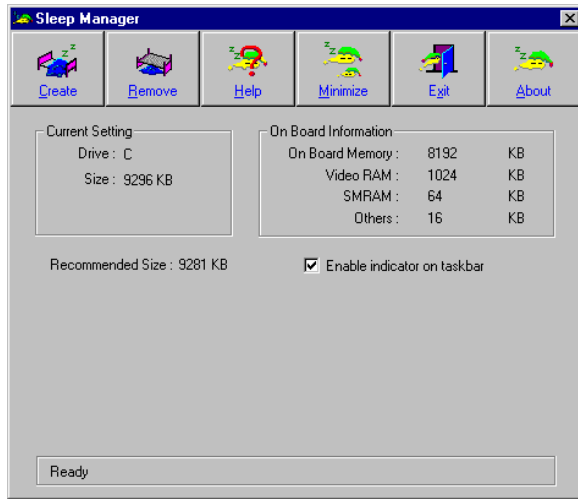 Sleep Manager
Create Remove Help Minimize Exit About
Current Setting
Drive : C
Size : 9296 KB
On Board Information
On Board Memory : 8192 KB
Video RAM : 1024 KB
SMRAM : 64 KB
Others : 16 KB
Recommended Size : 9281 KB
Enable indicator on taskbar
Ready